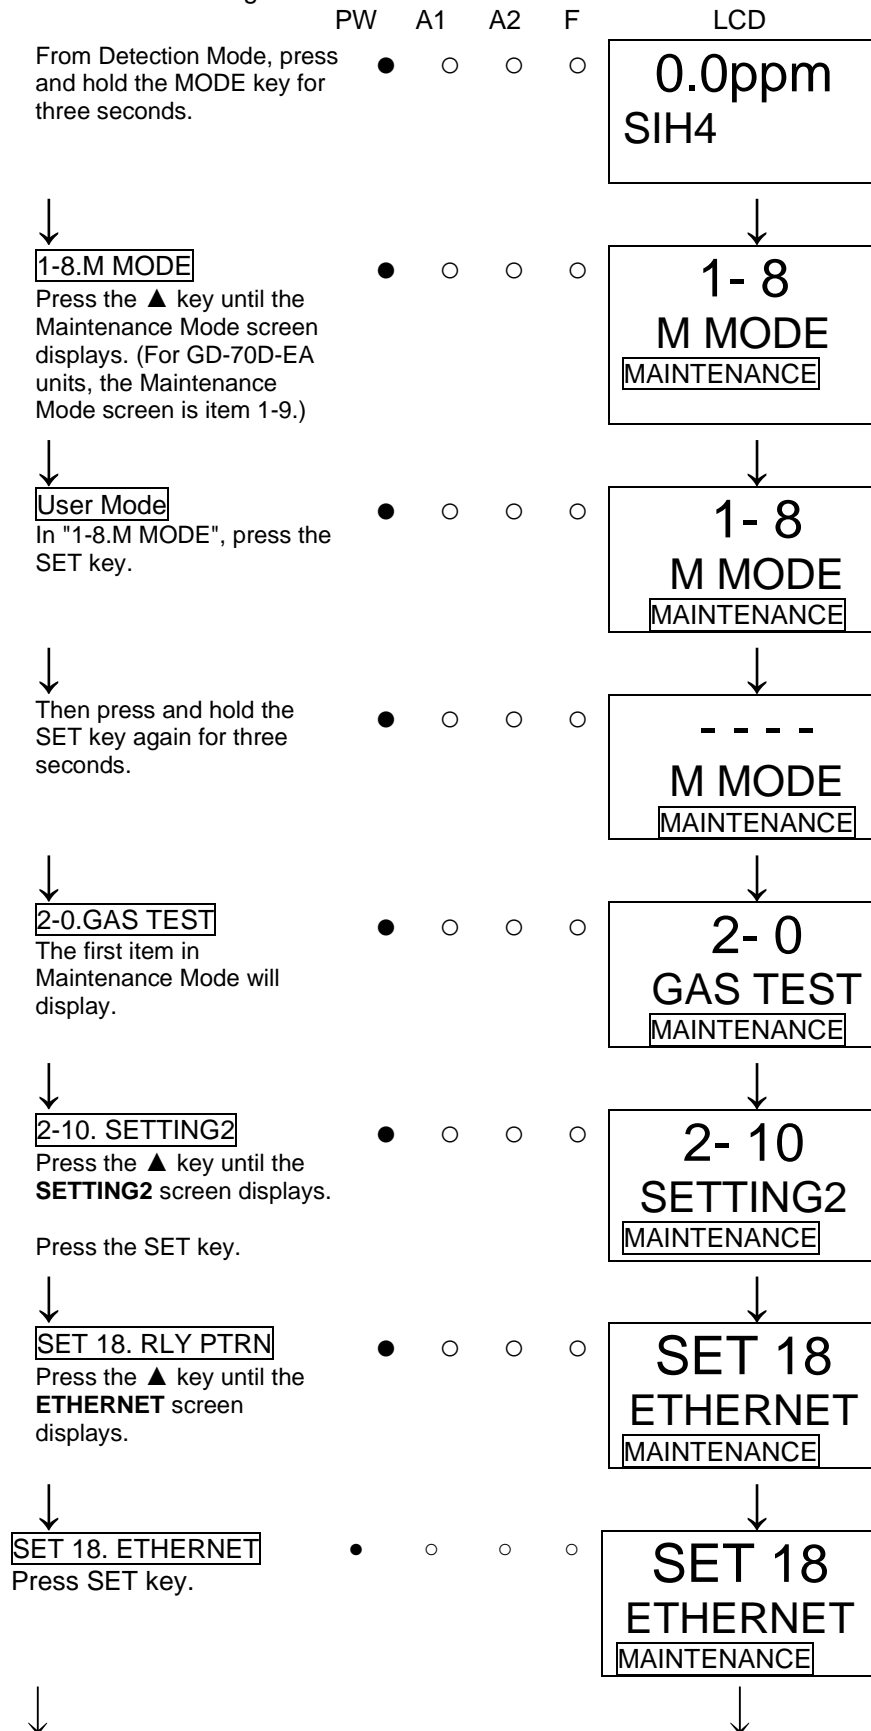 PW A1 A2 F LCD
From Detection Mode, press
and hold the MODE key for
three seconds.
● ○ ○ ○
0.0ppm
SIH4
↓ ↓
1-8.M MODE
Press the ▲ key until the
Maintenance Mode screen
displays. (For GD-70D-EA
units, the Maintenance
Mode screen is item 1-9.)
● ○ ○ ○
1- 8
M MODE
MAINTENANCE
↓ ↓
User Mode
In "1-8.M MODE", press the
SET key.
● ○ ○ ○
1- 8
M MODE
MAINTENANCE
↓ ↓
Then press and hold the
SET key again for three
seconds.
● ○ ○ ○
- - - -
M MODE
MAINTENANCE
↓ ↓
2-0.GAS TEST
The first item in
Maintenance Mode will
display.
● ○ ○ ○
2- 0
GAS TEST
MAINTENANCE
↓ ↓
2-10. SETTING2
Press the ▲ key until the
SETTING2 screen displays.
Press the SET key.
● ○ ○ ○
2- 10
SETTING2
MAINTENANCE
↓ ↓
SET 18. RLY PTRN
Press the ▲ key until the
ETHERNET screen
displays.
● ○ ○ ○
SET 18
ETHERNET
MAINTENANCE
↓ ↓
SET 18. ETHERNET
Press SET key.
● ○ ○ ○
SET 18
ETHERNET
MAINTENANCE
↓ ↓